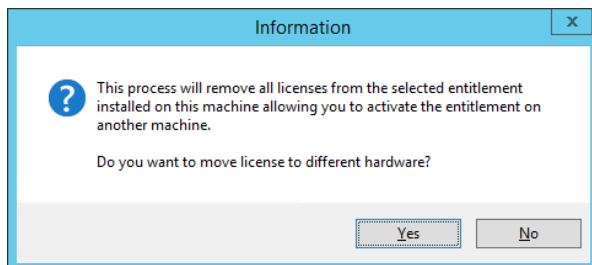 Information
x
?
This process will remove all licenses from the selected entitlement
installed on this machine allowing you to activate the entitlement on
another machine.
Do you want to move license to different hardware?
Yes
No